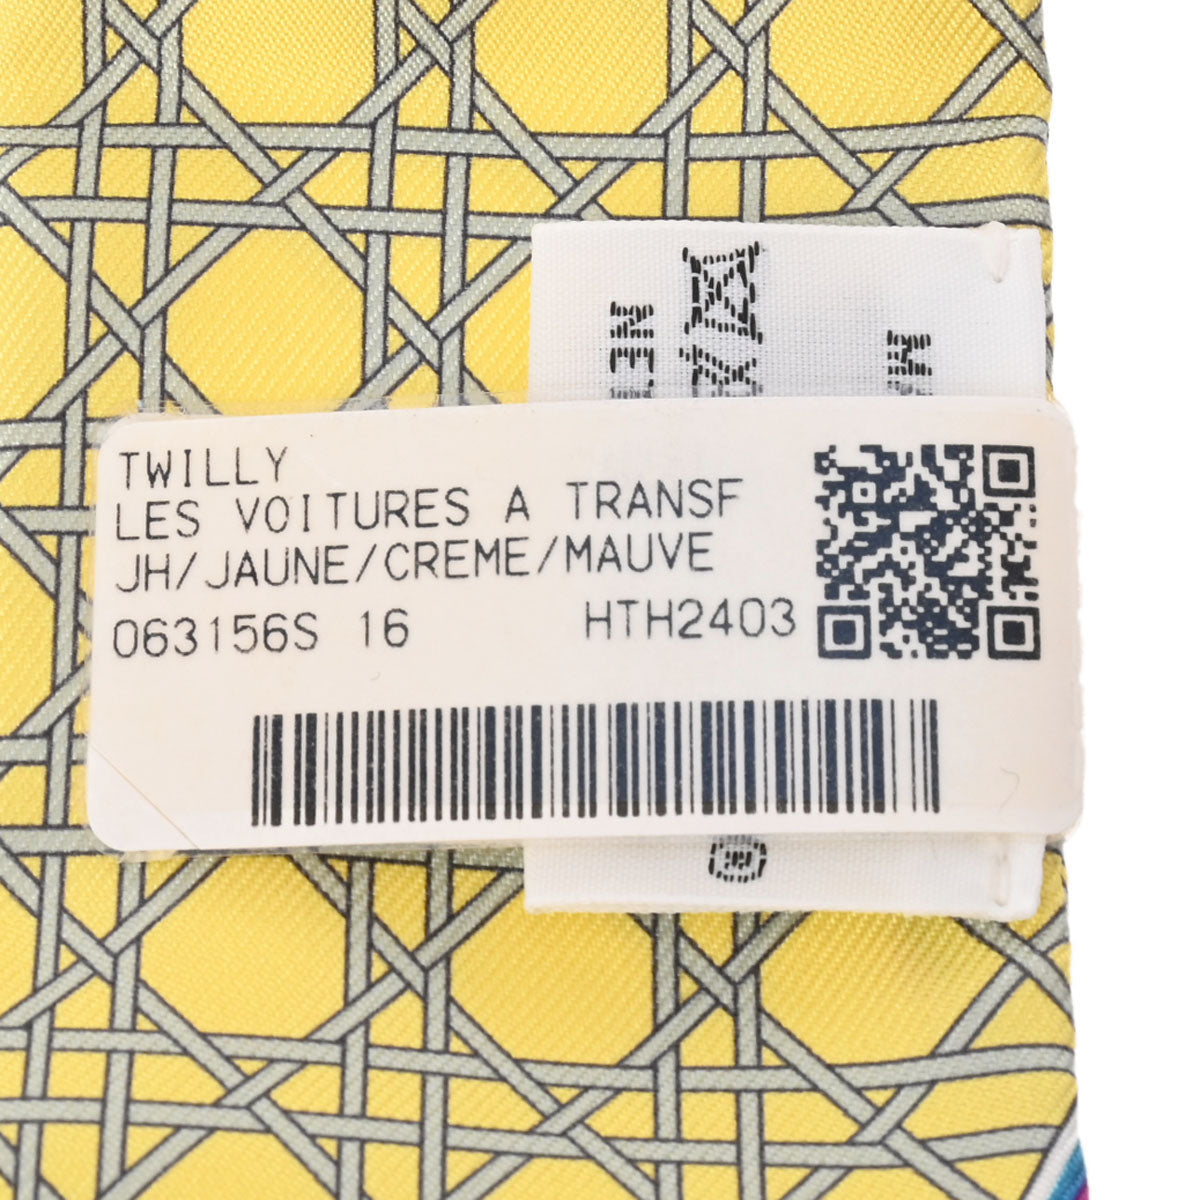 TWILLY
LES VOITURES A TRANSF
JH/JAUNE/CREME/MAUVE
063156S 16 HTH2403